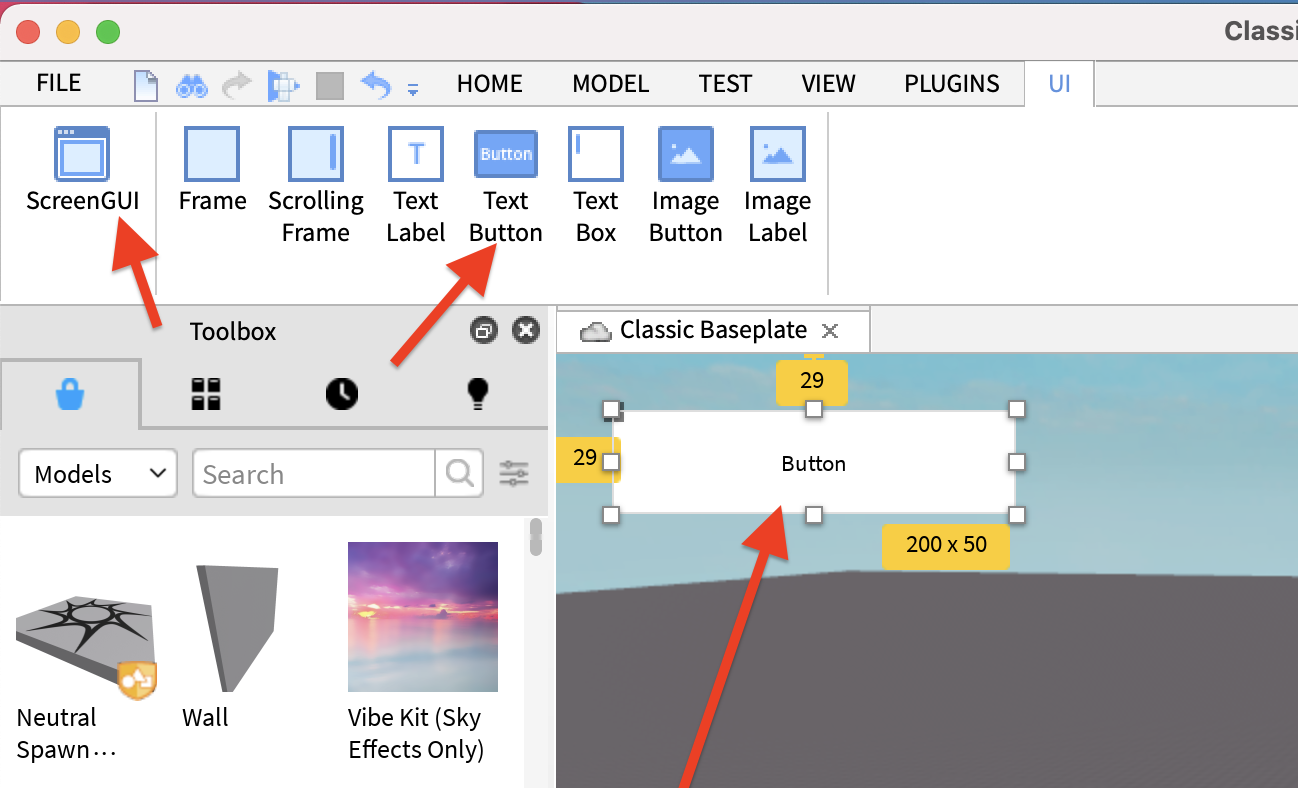 Classi
FILE HOME MODEL TEST VIEW PLUGINS UI
T
Button
ScreenGUI
Frame
Scrolling
Frame
Text
Label
Text
Button
Text
Box
Image
Button
Image
Label
Toolbox
Classic Baseplate
Models
Search
Neutral
Spawn...
Wall
Vibe Kit (Sky
Effects Only)
29
29
Button
200 x 50